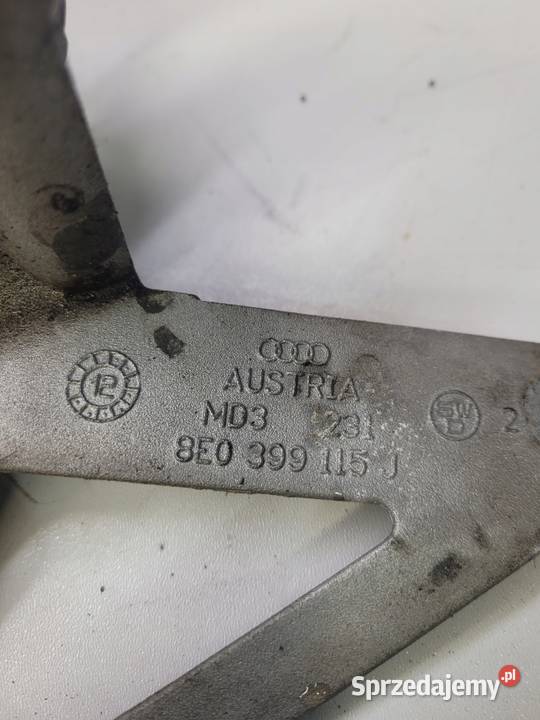 AUSTRIA
12
MD3 231
SW
2
8E0 399 115 J
Sprzedajemy.pl